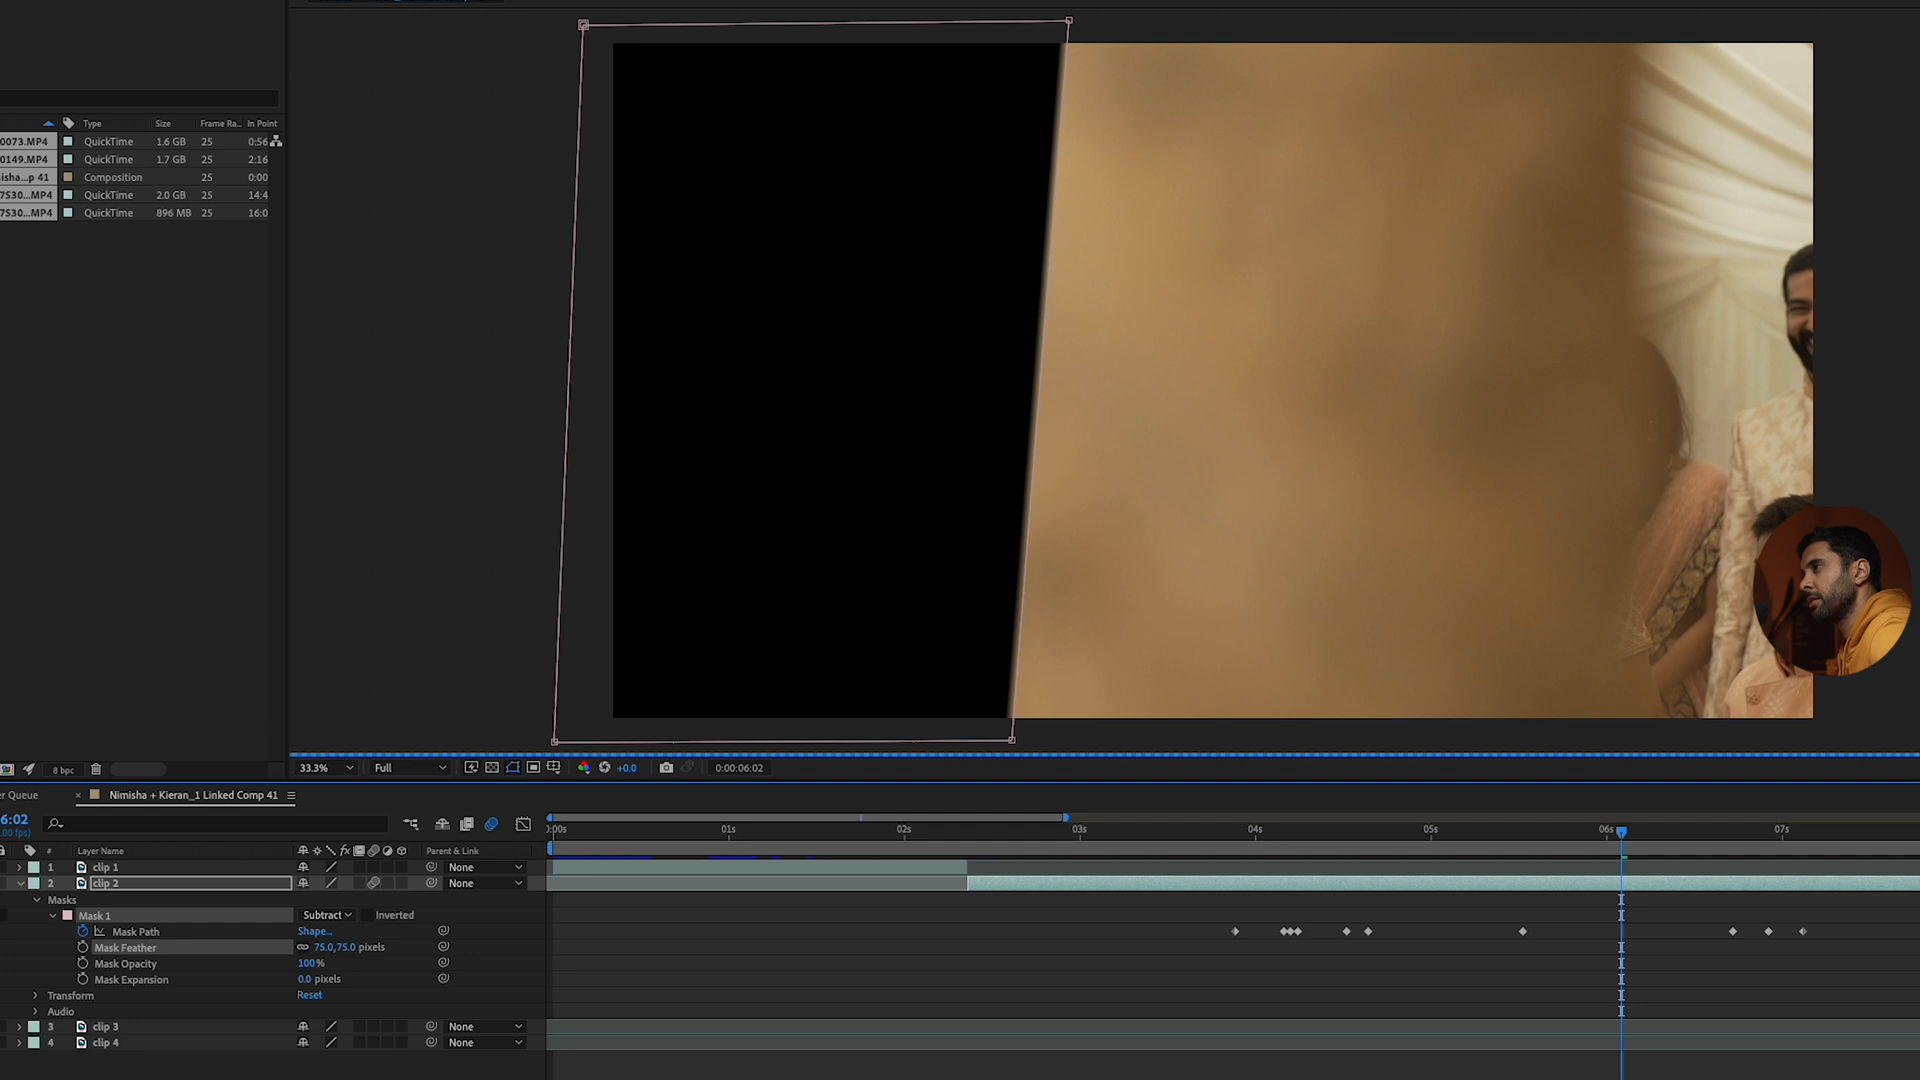 Type Size Frame Ra... In Point
0073.MP4 QuickTime 1.6 GB 25 0:56
0149.MP4 QuickTime 1.7 GB 25 2:16
isha...p 41 Composition 25 0:00
7S30...MP4 QuickTime 2.0 GB 25 14:4
7S30...MP4 QuickTime 896 MB 25 16:0
8 bpc
33.3% Full +0.0 0:00:06:02
er Queue × Nimisha + Kieran_1 Linked Comp 41
6:02
.00 fps)
0:00s 01s 02s 03s 04s 05s 06s 07s
# Layer Name fx Parent & Link
1 clip 1 None
2 clip 2 None
Masks
Mask 1 Subtract Inverted
Mask Path Shape...
Mask Feather 75.0,75.0 pixels
Mask Opacity 100%
Mask Expansion 0.0 pixels
Transform Reset
Audio
3 clip 3 None
4 clip 4 None